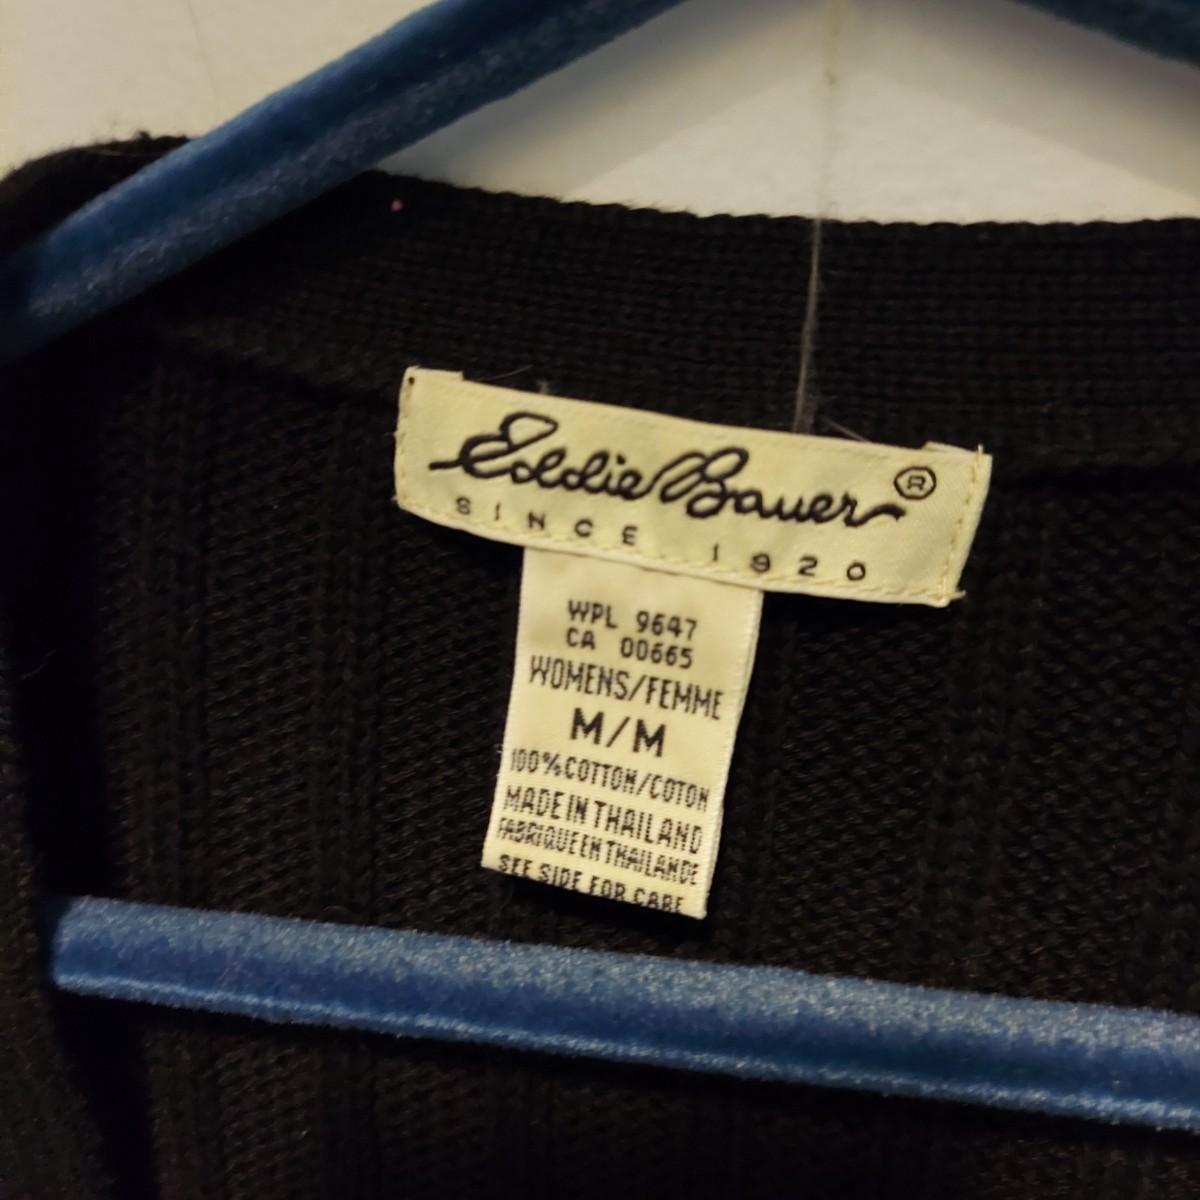 Eddie Bauer ®
SINCE 1920
WPL 9647
CA 00665
WOMENS/FEMME
M/M
100% COTTON/COTON
MADE IN THAILAND
FABRIQUE EN THAILANDE
SEE SIDE FOR CARE